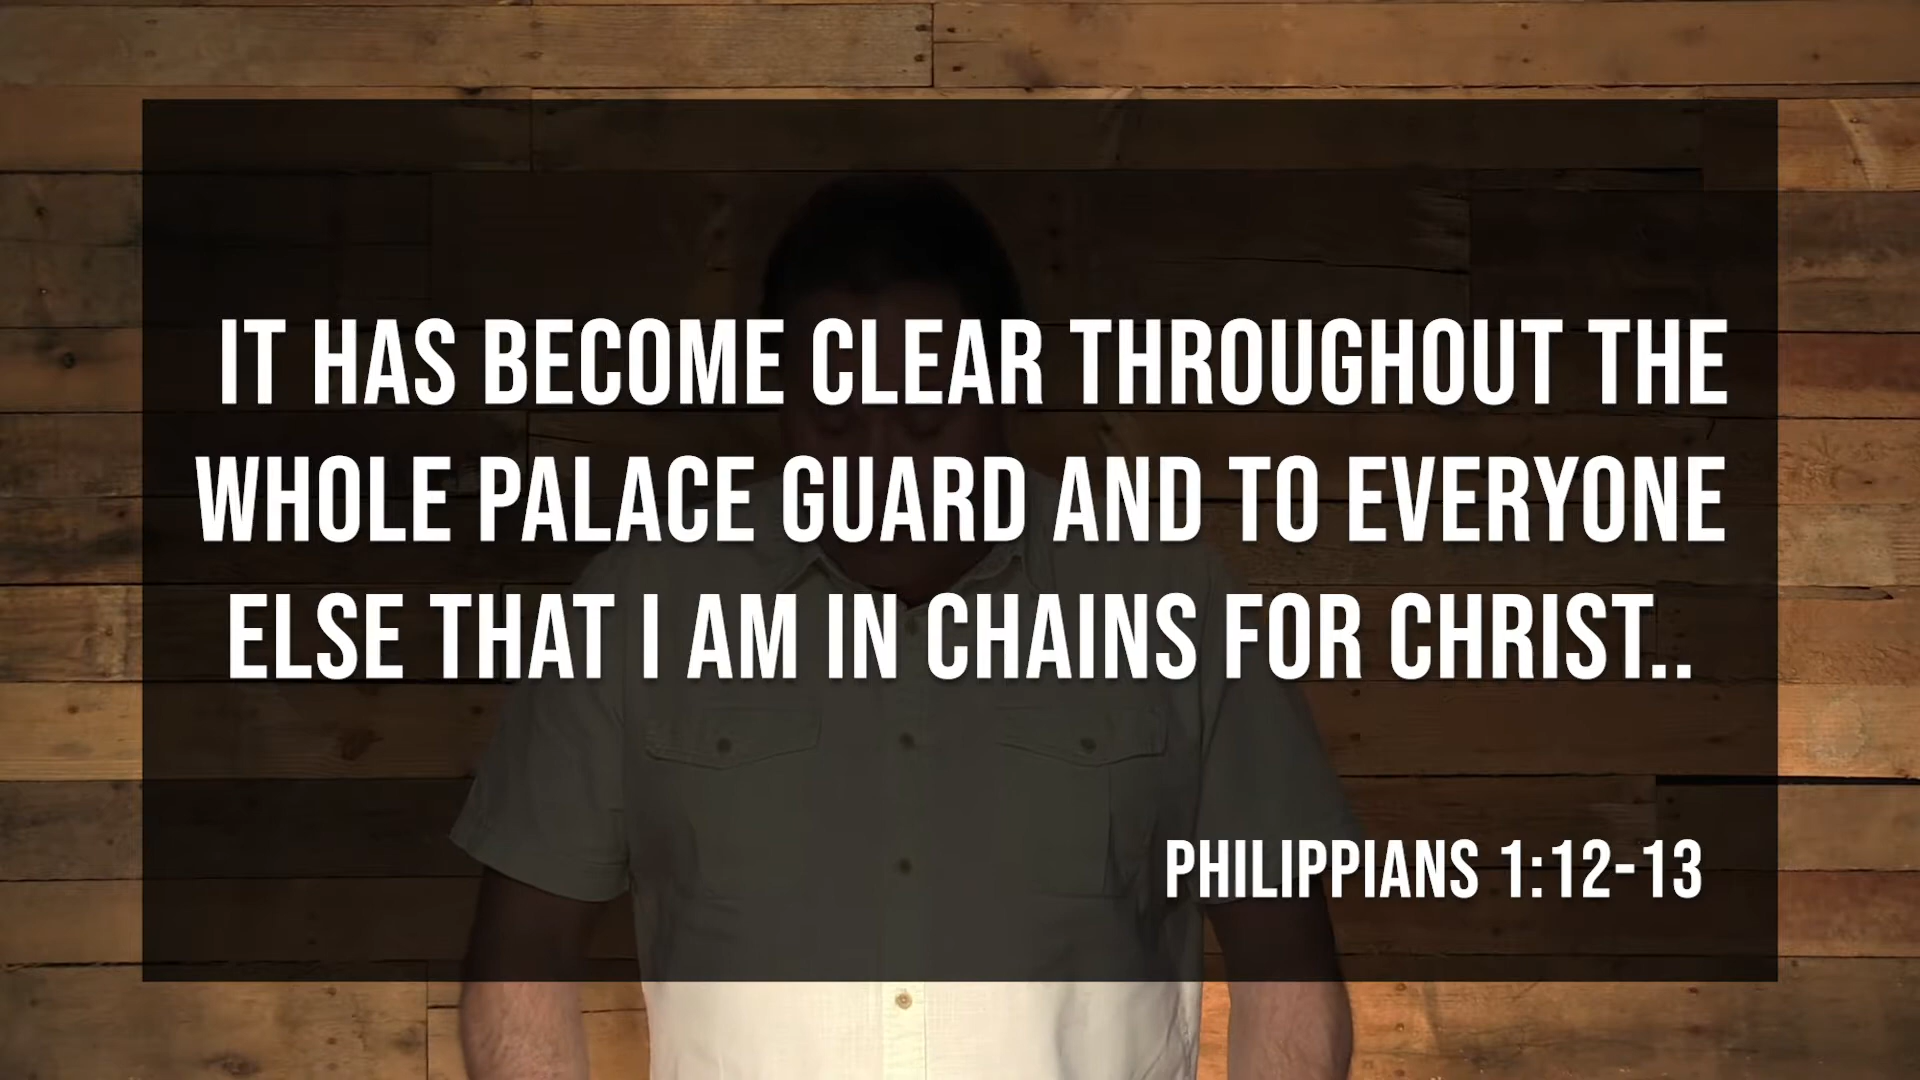 IT HAS BECOME CLEAR THROUGHOUT THE
WHOLE PALACE GUARD AND TO EVERYONE
ELSE THAT I AM IN CHAINS FOR CHRIST..
PHILIPPIANS 1:12-13